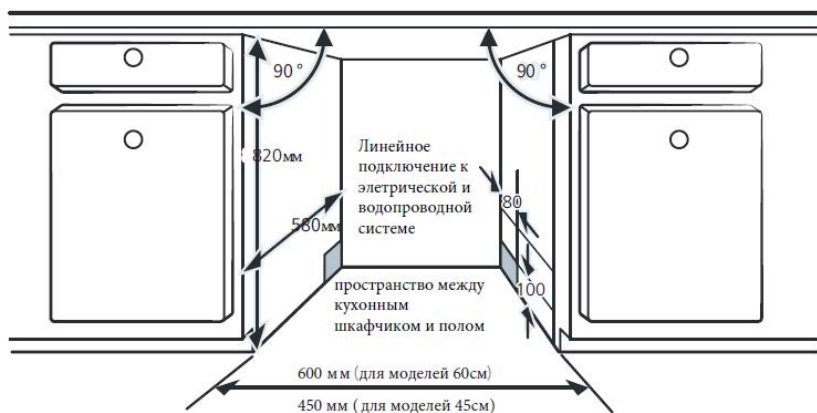 90°
90°
820мм
Линейное
подключение к
элетрической и
водопроводной
системе
80
580мм
100
пространство между
кухонным
шкафчиком и полом
600 мм (для моделей 60см)
450 мм ( для моделей 45см)